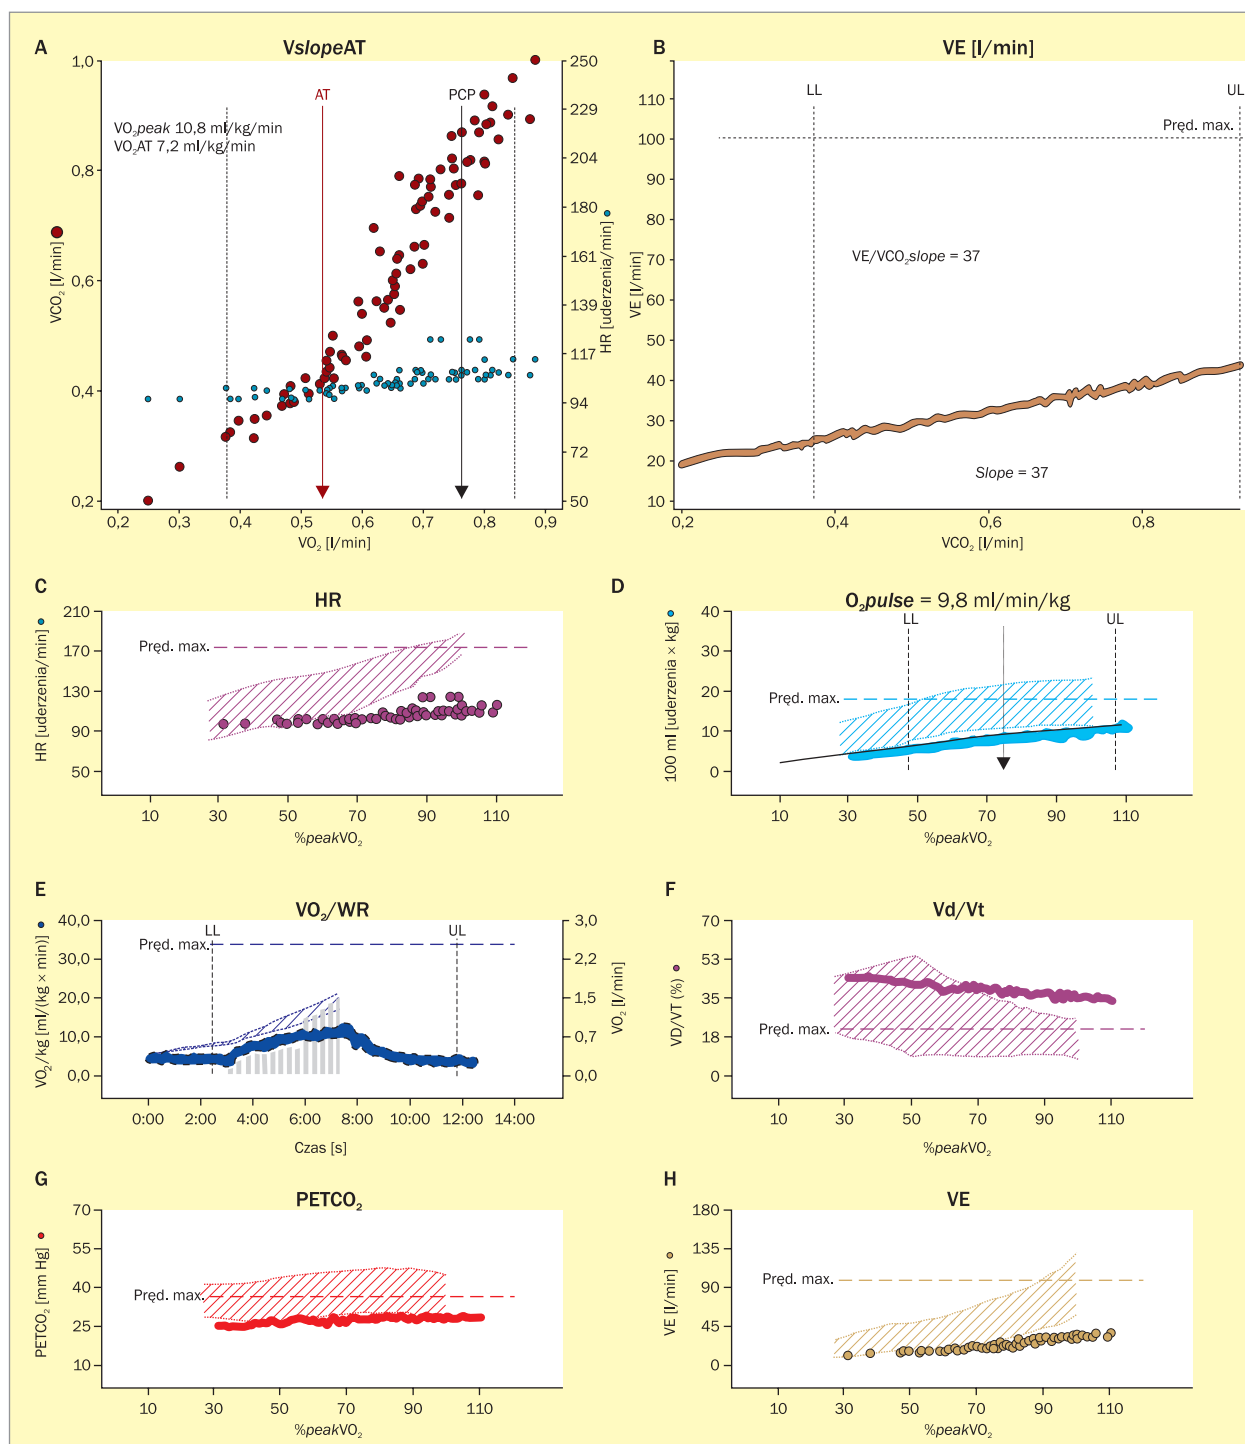 A
VslopeAT
1,0
0,8
0,6
0,4
0,2
VCO₂ [l/min]
VO₂peak 10,8 ml/kg/min
VO₂AT 7,2 ml/kg/min
AT
PCP
250
229
204
180
161
139
117
94
72
50
HR [uderzenia/min]
0,2 0,3 0,4 0,5 0,6 0,7 0,8 0,9
VO₂ [l/min]
B
VE [l/min]
110
100
90
80
70
60
50
40
30
20
10
VE [l/min]
LL
UL
Pręd. max.
VE/VCO₂slope = 37
Slope = 37
0,2 0,4 0,6 0,8
VCO₂ [l/min]
C
HR
210
170
130
90
50
HR [uderzenia/min]
Pręd. max.
10 30 50 70 90 110
%peakVO₂
D
O₂pulse = 9,8 ml/min/kg
40
30
20
10
0
100 ml [uderzenia × kg]
LL
UL
Pręd. max.
10 30 50 70 90 110
%peakVO₂
E
VO₂/WR
40,0
30,0
20,0
10,0
0,0
VO₂/kg [ml/(kg × min)]
LL
UL
Pręd. max.
3,0
2,2
1,5
0,7
0,0
VO₂ [l/min]
0:00 2:00 4:00 6:00 8:00 10:00 12:00 14:00
Czas [s]
F
Vd/Vt
70
53
35
18
0
VD/VT (%)
Pręd. max.
10 30 50 70 90 110
%peakVO₂
G
PETCO₂
70
55
40
25
10
PETCO₂ [mm Hg]
Pręd. max.
10 30 50 70 90 110
%peakVO₂
H
VE
180
135
90
45
0
VE [l/min]
Pręd. max.
10 30 50 70 90 110
%peakVO₂